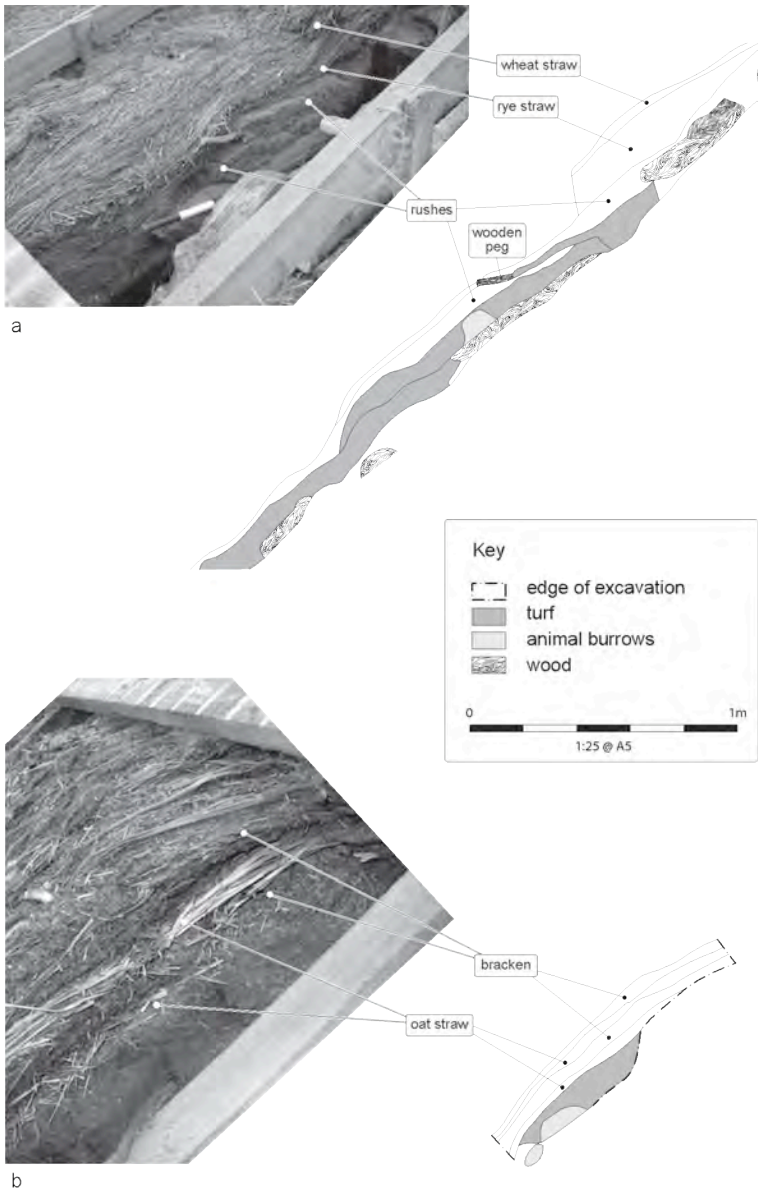 wheat straw
rye straw
rushes
wooden
peg
a
Key
edge of excavation
turf
animal burrows
wood
0 1m
1:25 @ A5
bracken
oat straw
b